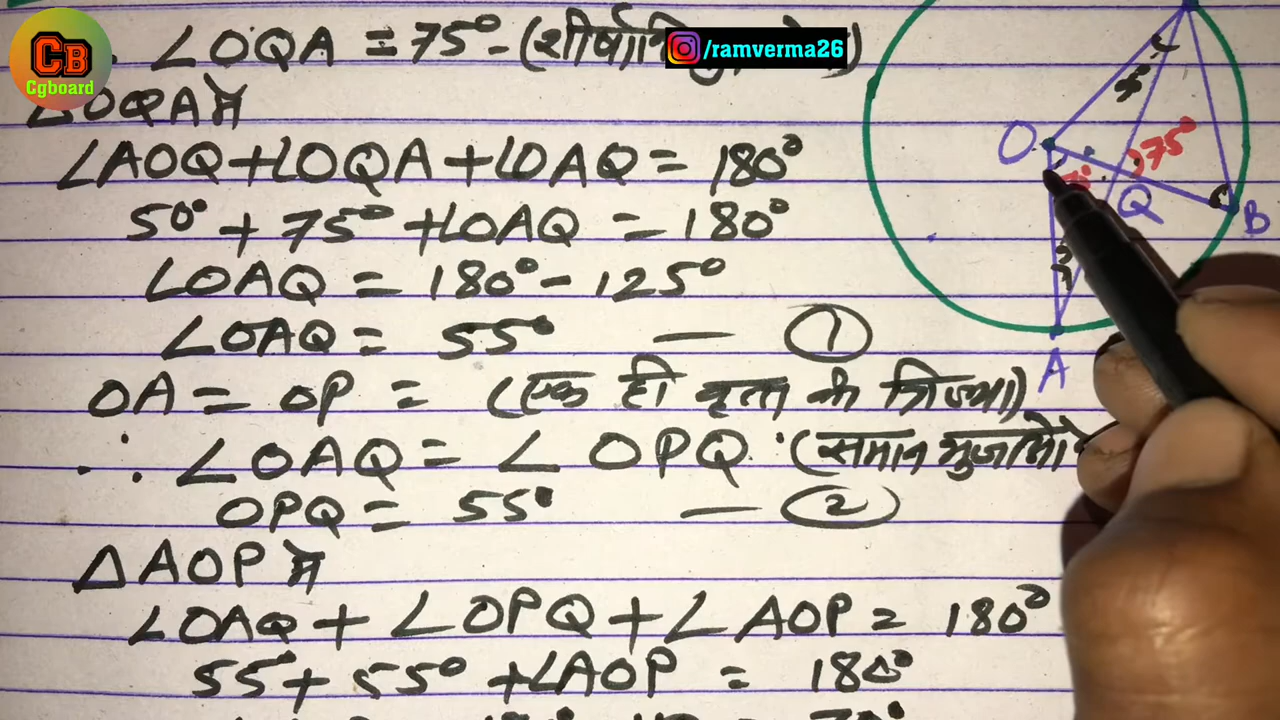 CB
Cgboard
/ramverma26
∠OQA = 75° -
△OQA में
∠AOQ + ∠OQA + ∠OAQ = 180°
50° + 75° + ∠OAQ = 180°
∠OAQ = 180° - 125°
∠OAQ = 55° — ①
OA = OP = (एक ही वृत्त के त्रिज्या)
∴ ∠OAQ = ∠OPQ (समान भुजाओं
OPQ = 55° — ②
△AOP में
∠OAQ + ∠OPQ + ∠AOP = 180°
55 + 55° + ∠AOP = 180°
O
75°
Q
B
A